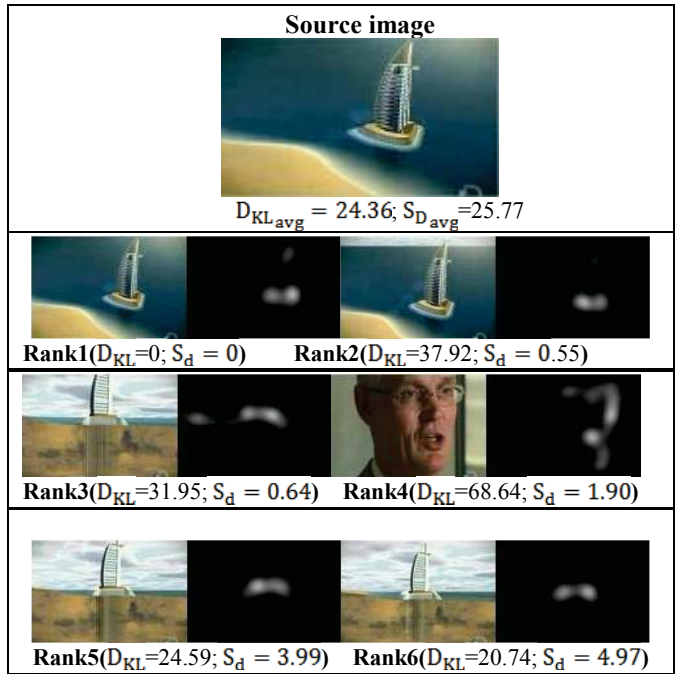 Source image
D_KL_avg = 24.36; S_D_avg =25.77
Rank1(D_KL=0; S_d = 0) Rank2(D_KL=37.92; S_d = 0.55)
Rank3(D_KL=31.95; S_d = 0.64) Rank4(D_KL=68.64; S_d = 1.90)
Rank5(D_KL=24.59; S_d = 3.99) Rank6(D_KL=20.74; S_d = 4.97)